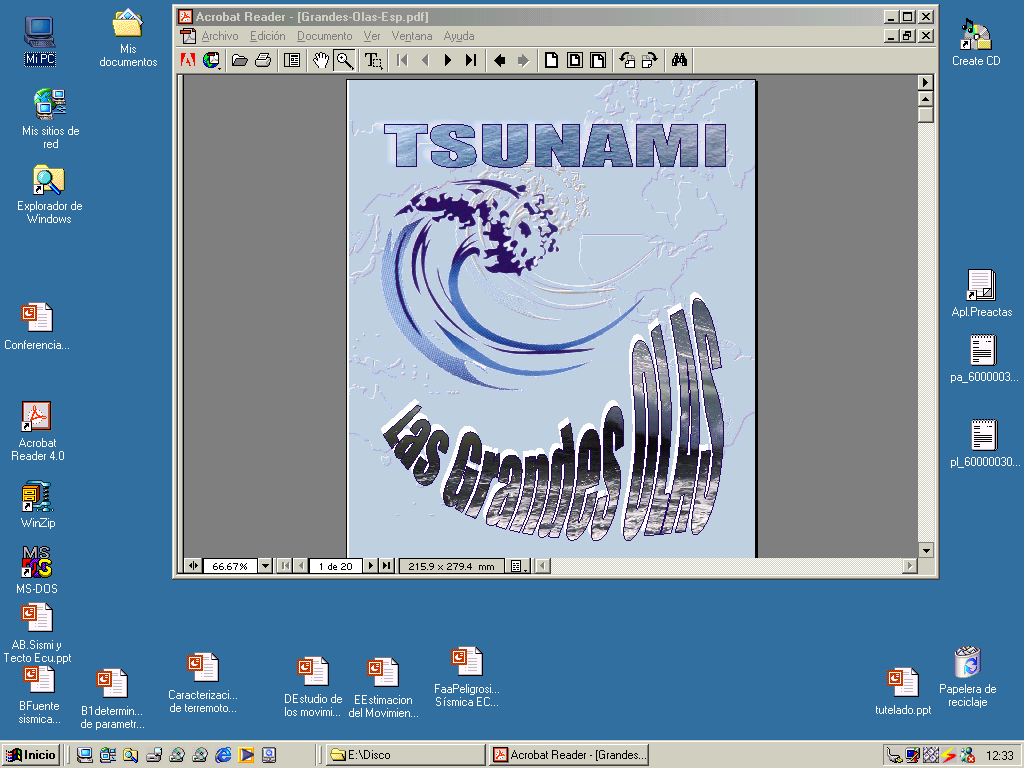 Acrobat Reader - [Grandes-Olas-Esp.pdf]
Archivo Edición Documento Ver Ventana Ayuda
TSUNAMI
Las Grandes OLAS
66.67%
1 de 20
215.9 x 279.4 mm
Mi PC
Mis documentos
Mis sitios de
red
Explorador de
Windows
Conferencia...
Acrobat
Reader 4.0
WinZip
MS-DOS
AB.Sismi y
Tecto Ecu.ppt
BFuente
sismica...
B1determin...
de parametr...
Caracterizaci...
de terremoto...
DEstudio de
los movimi...
EEstimacion
del Movimien...
FaaPeligrosi...
Sísmica EC...
Create CD
Apl.Preactas
pa_6000003...
pl_60000030...
tutelado.ppt
Papelera de
reciclaje
Inicio
E:\Disco
Acrobat Reader - [Grandes...
12:33